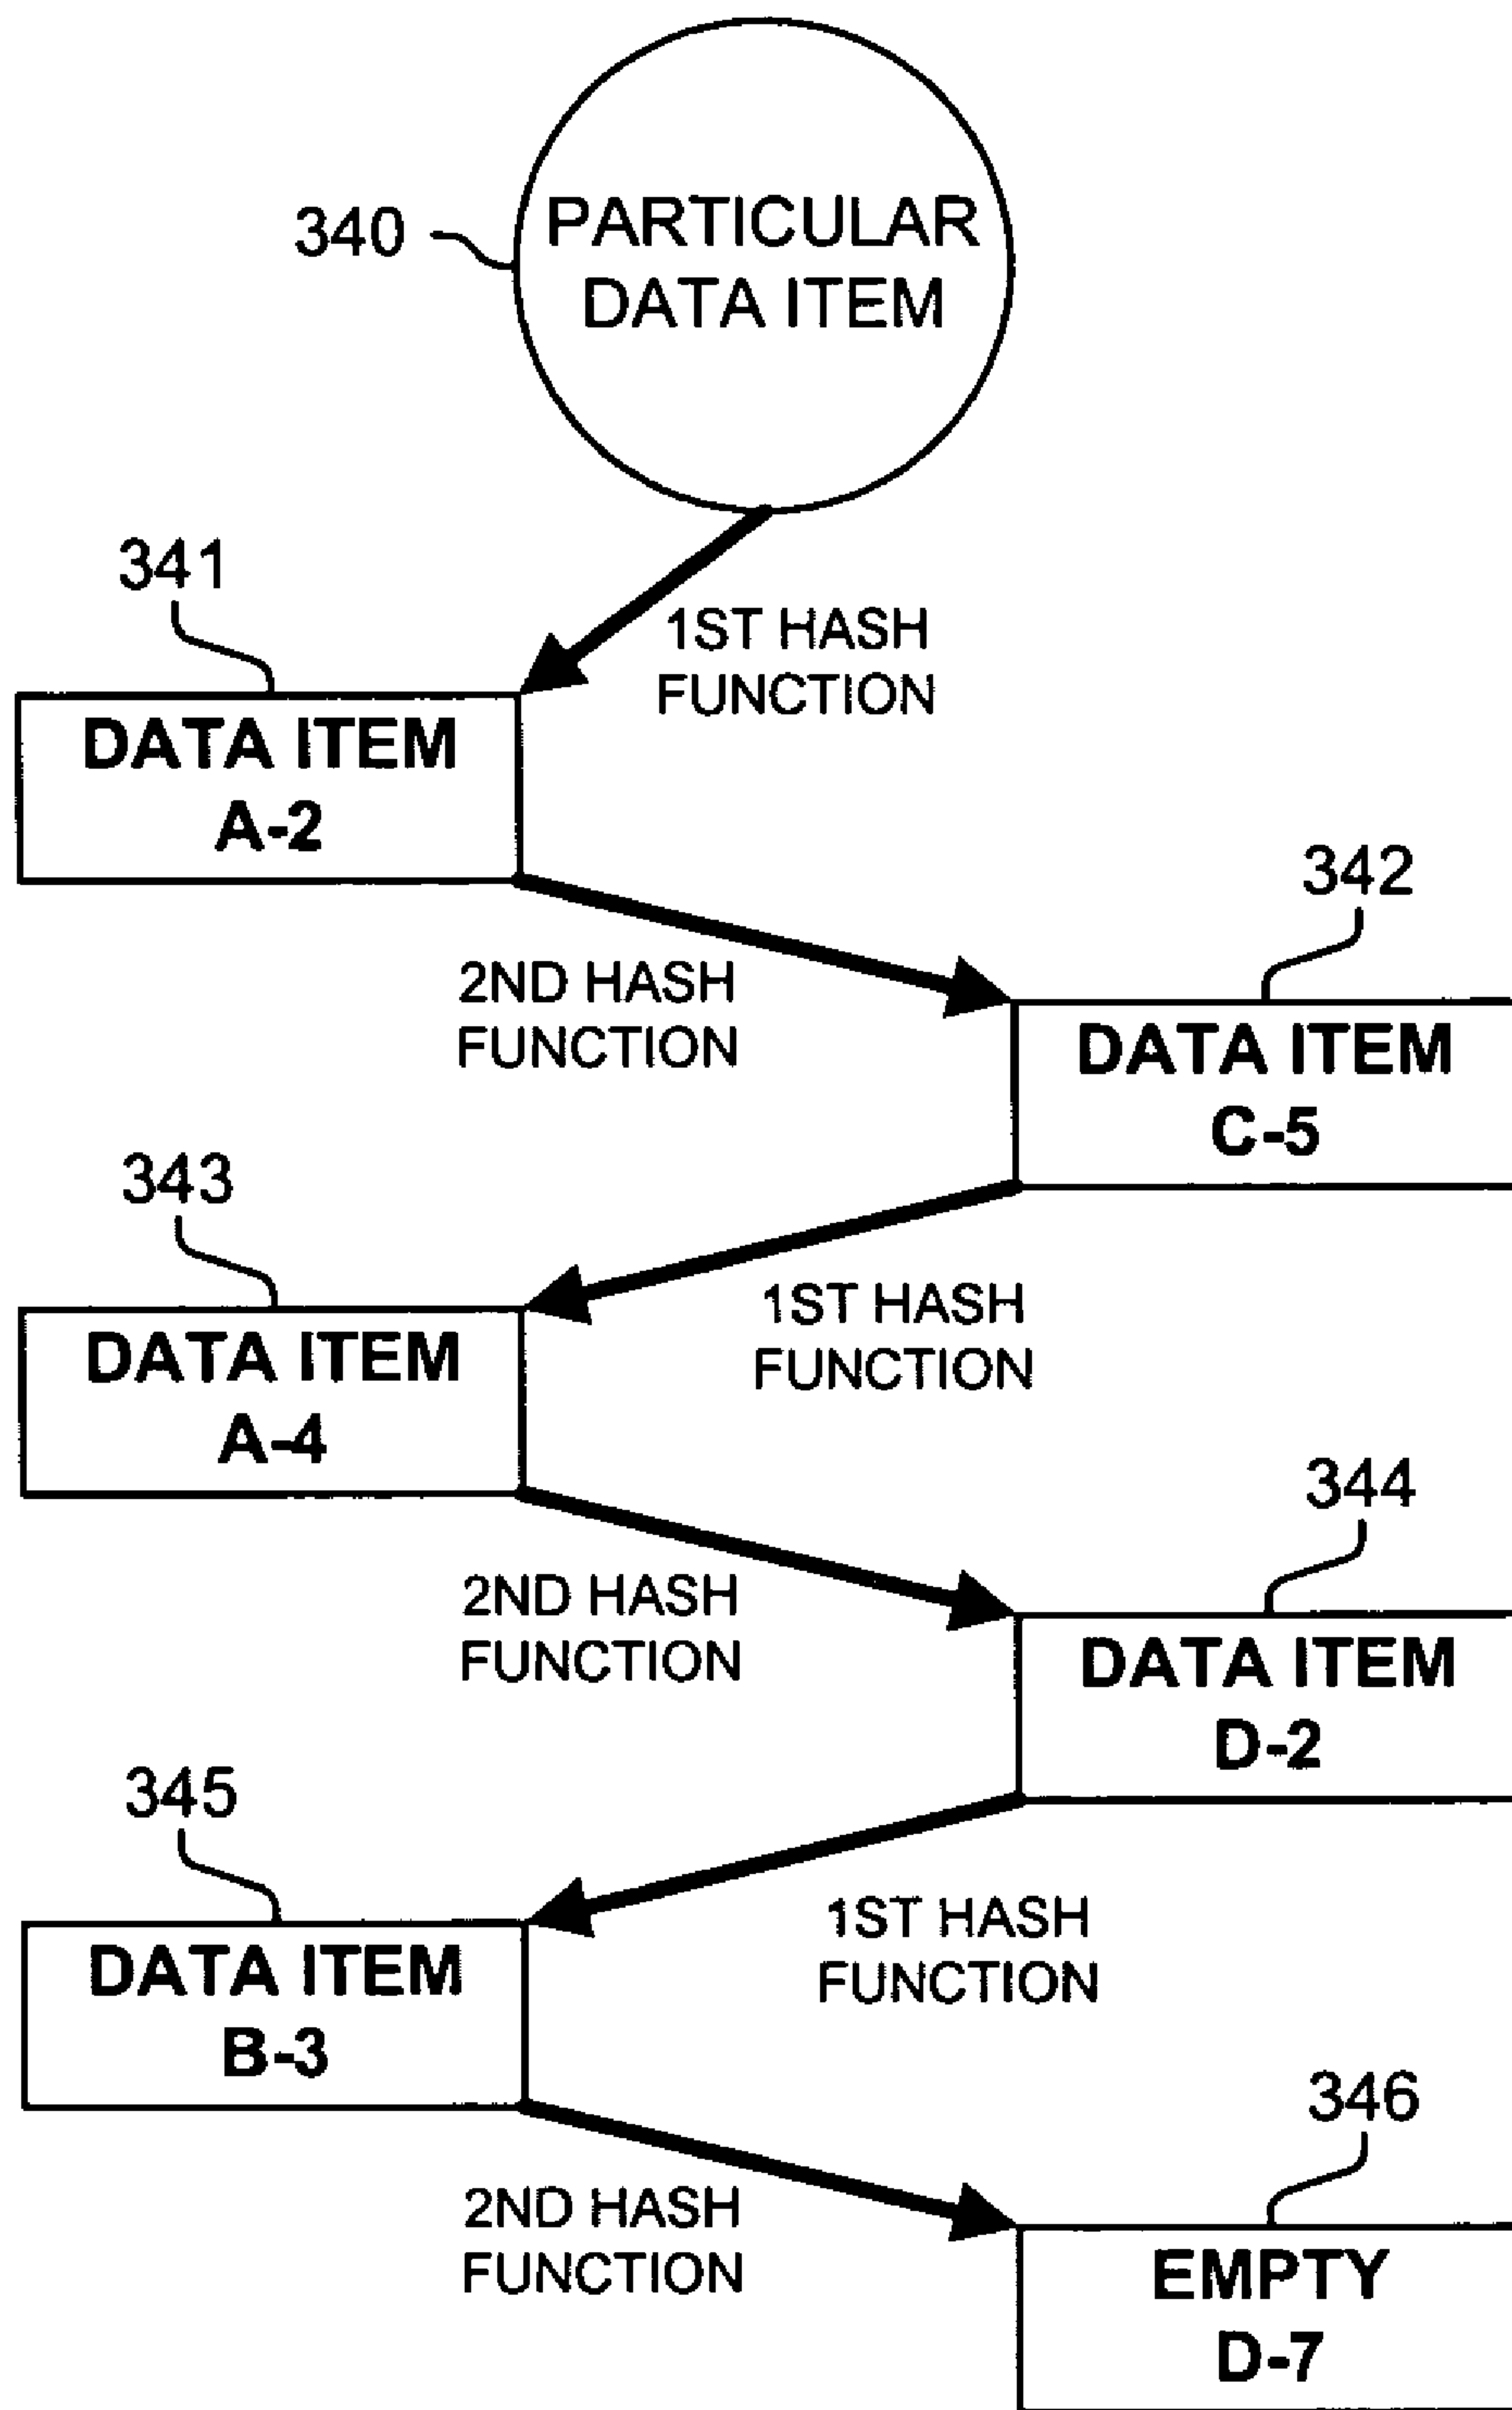 340
PARTICULAR
DATA ITEM
341
1ST HASH
FUNCTION
DATA ITEM
A-2
342
2ND HASH
FUNCTION
DATA ITEM
C-5
343
1ST HASH
FUNCTION
DATA ITEM
A-4
344
2ND HASH
FUNCTION
DATA ITEM
D-2
345
1ST HASH
FUNCTION
DATA ITEM
B-3
346
2ND HASH
FUNCTION
EMPTY
D-7